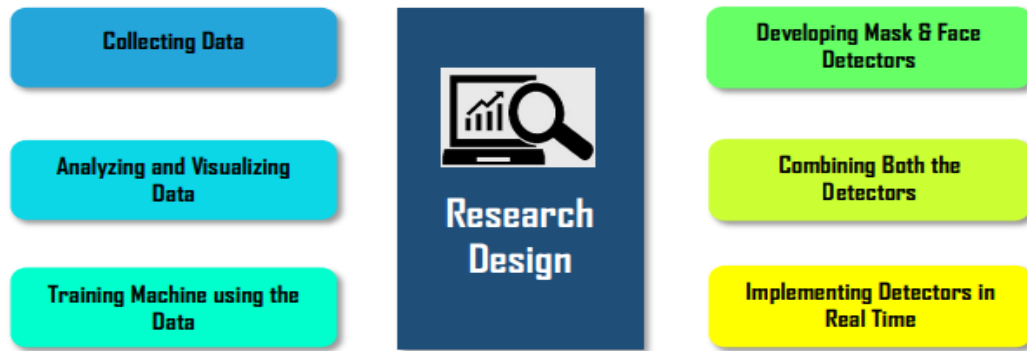 Collecting Data
Analyzing and Visualizing
Data
Training Machine using the
Data
Research
Design
Developing Mask & Face
Detectors
Combining Both the
Detectors
Implementing Detectors in
Real Time